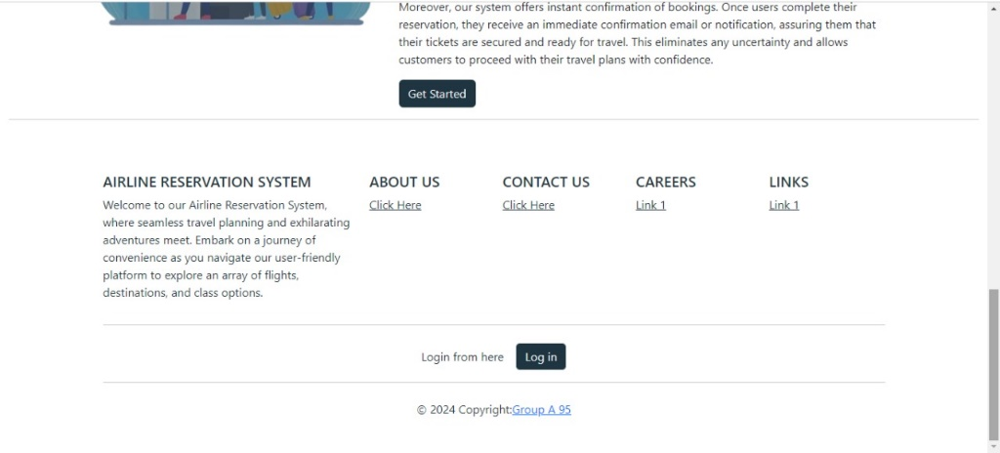 Moreover, our system offers instant confirmation of bookings. Once users complete their
reservation, they receive an immediate confirmation email or notification, assuring them that
their tickets are secured and ready for travel. This eliminates any uncertainty and allows
customers to proceed with their travel plans with confidence.
Get Started
AIRLINE RESERVATION SYSTEM
Welcome to our Airline Reservation System,
where seamless travel planning and exhilarating
adventures meet. Embark on a journey of
convenience as you navigate our user-friendly
platform to explore an array of flights,
destinations, and class options.
ABOUT US
Click Here
CONTACT US
Click Here
CAREERS
Link 1
LINKS
Link 1
Login from here Log in
© 2024 Copyright:Group A 95